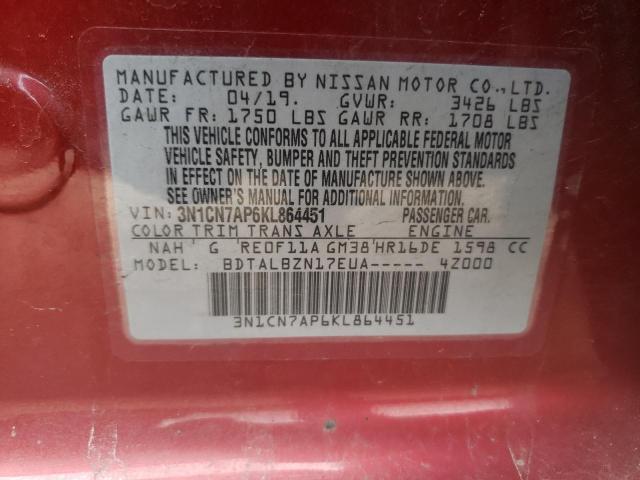 MANUFACTURED BY NISSAN MOTOR CO., LTD.
DATE: 04/19. GVWR: 3426 LBS
GAWR FR: 1750 LBS GAWR RR: 1708 LBS
THIS VEHICLE CONFORMS TO ALL APPLICABLE FEDERAL MOTOR
VEHICLE SAFETY, BUMPER AND THEFT PREVENTION STANDARDS
IN EFFECT ON THE DATE OF MANUFACTURE SHOWN ABOVE.
SEE OWNER'S MANUAL FOR ADDITIONAL INFORMATION
VIN: 3N1CN7AP6KL864451 PASSENGER CAR.
COLOR TRIM TRANS AXLE ENGINE
NAH G RE0F11A GM38 HR16DE 1598 CC
MODEL: BDTALBZN17EUA----- 4Z000
3N1CN7AP6KL864451